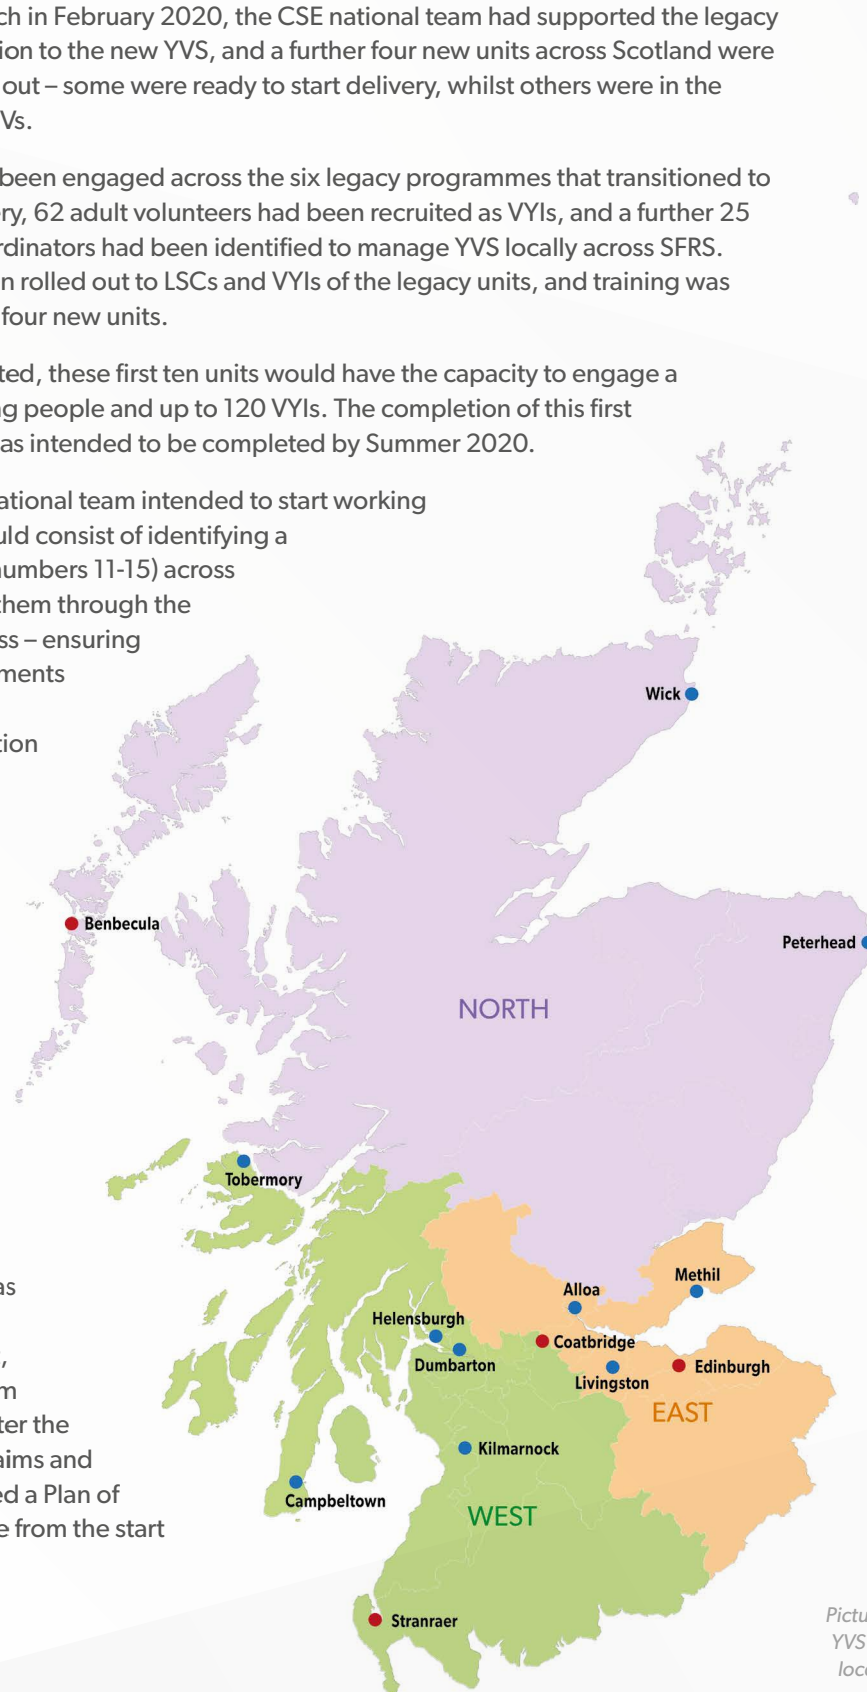 ch in February 2020, the CSE national team had supported the legacy
tion to the new YVS, and a further four new units across Scotland were
out – some were ready to start delivery, whilst others were in the
Vs.
been engaged across the six legacy programmes that transitioned to
ery, 62 adult volunteers had been recruited as VYIs, and a further 25
rdinators had been identified to manage YVS locally across SFRS.
n rolled out to LSCs and VYIs of the legacy units, and training was
four new units.
ted, these first ten units would have the capacity to engage a
ng people and up to 120 VYIs. The completion of this first
as intended to be completed by Summer 2020.
ational team intended to start working
uld consist of identifying a
numbers 11-15) across
them through the
ss – ensuring
ments
tion
Wick
Benbecula
Peterhead
NORTH
Tobermory
as
Methil
Alloa
Helensburgh
Coatbridge
,
Dumbarton
Edinburgh
Livingston
m
EAST
ter the
aims and
Kilmarnock
ed a Plan of
Campbeltown
WEST
e from the start
Stranraer
Pictu
YVS
loca